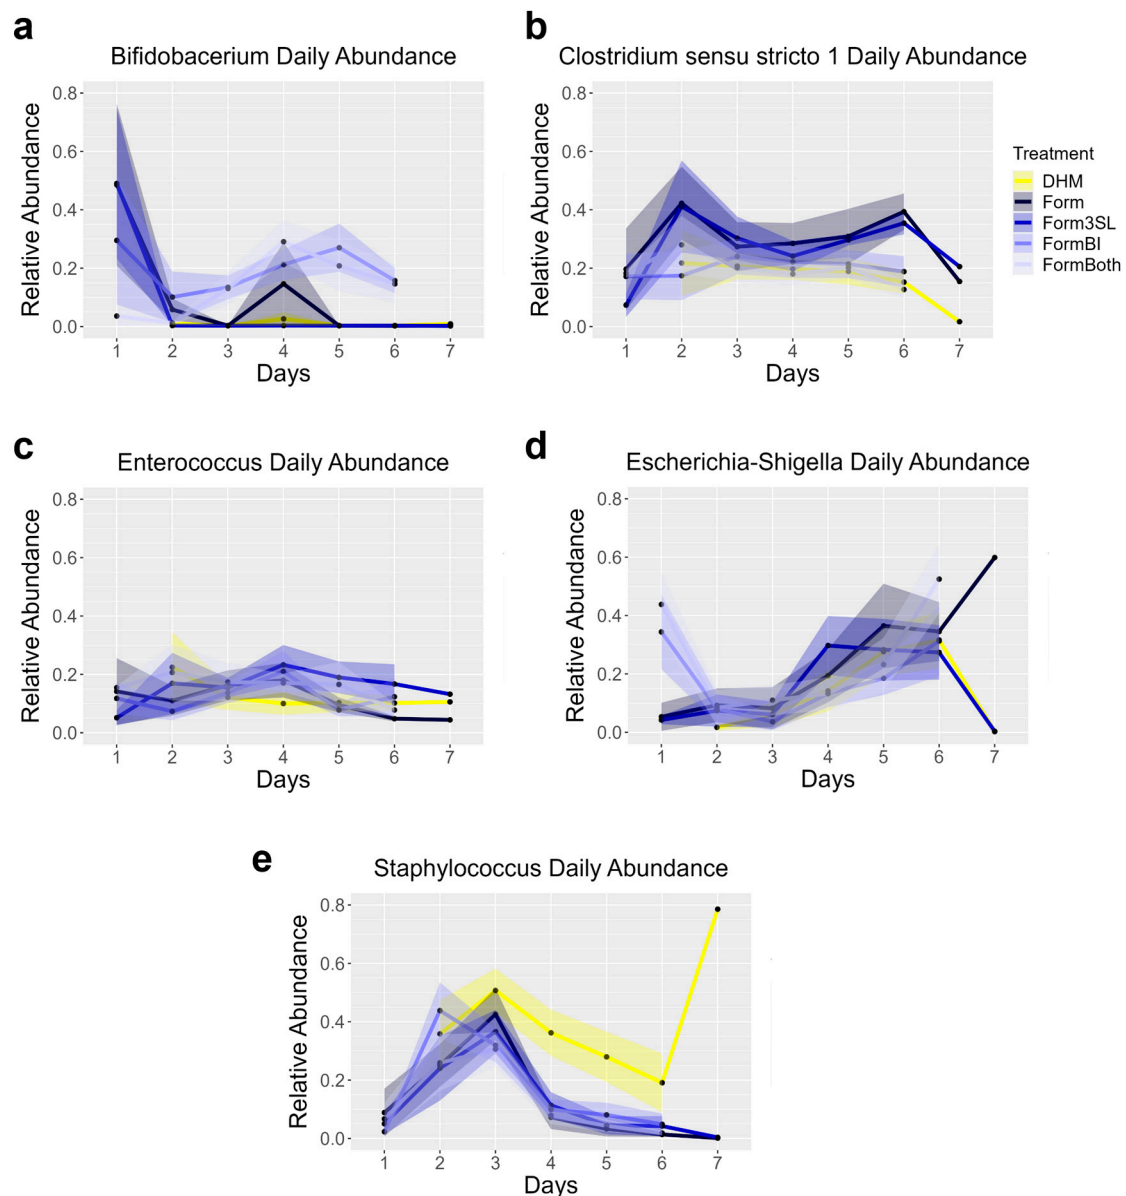 a
Bifidobacerium Daily Abundance
Relative Abundance
0.8
0.6
0.4
0.2
0.0
1 2 3 4 5 6 7
Days
b
Clostridium sensu stricto 1 Daily Abundance
Relative Abundance
0.8
0.6
0.4
0.2
0.0
1 2 3 4 5 6 7
Days
Treatment
DHM
Form
Form3SL
FormBI
FormBoth
c
Enterococcus Daily Abundance
Relative Abundance
0.8
0.6
0.4
0.2
0.0
1 2 3 4 5 6 7
Days
d
Escherichia-Shigella Daily Abundance
Relative Abundance
0.8
0.6
0.4
0.2
0.0
1 2 3 4 5 6 7
Days
e
Staphylococcus Daily Abundance
Relative Abundance
0.8
0.6
0.4
0.2
0.0
1 2 3 4 5 6 7
Days